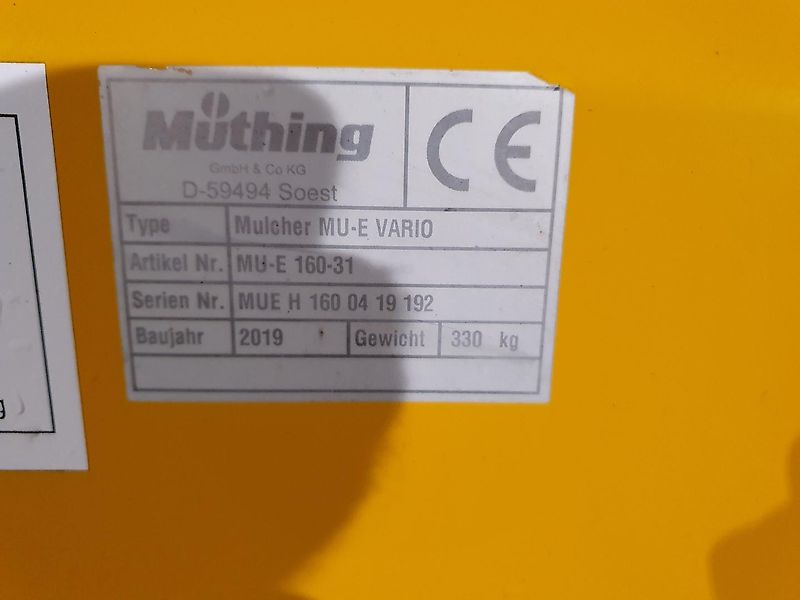 Müthing
GmbH & Co KG
D-59494 Soest
CE
Type Mulcher MU-E VARIO
Artikel Nr. MU-E 160-31
Serien Nr. MUE H 160 04 19 192
Baujahr 2019 Gewicht 330 kg
g